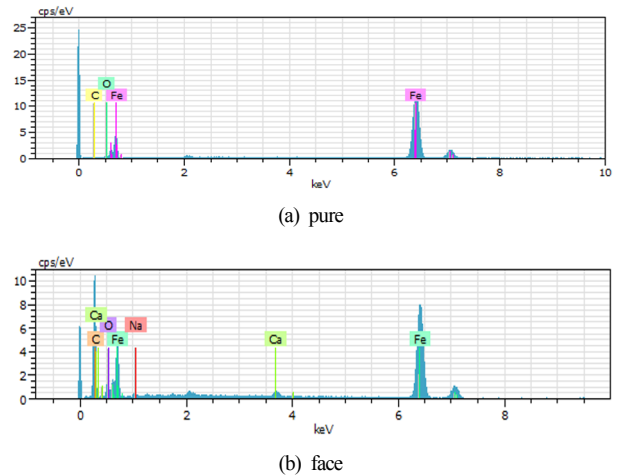 cps/eV
25
20
15
10
5
0
O
C Fe Fe
0 2 4 6 8 10
keV
(a) pure
cps/eV
10
8
6
4
2
0
Ca
O Na
C Fe Ca Fe
0 2 4 6 8
keV
(b) face